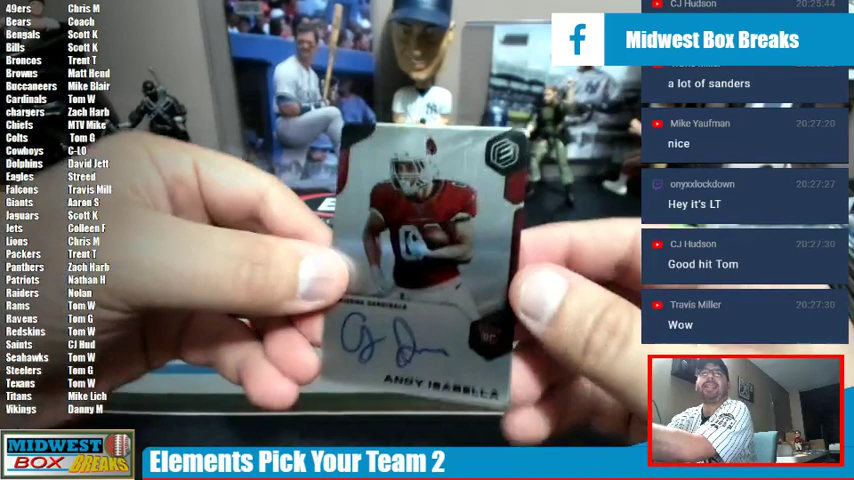 49ers Chris M
Bears Coach
Bengals Scott K
Bills Scott K
Broncos Trent T
Browns Matt Hend
Buccaneers Mike Blair
Cardinals Tom W
chargers Zach Harb
Chiefs MTV Mike
Colts Tom G
Cowboys C-LO
Dolphins David Jett
Eagles Streed
Falcons Travis Mill
Giants Aaron S
Jaguars Scott K
Jets Colleen F
Lions Chris M
Packers Trent T
Panthers Zach Harb
Patriots Nathan H
Raiders Nolan
Rams Tom W
Ravens Tom G
Redskins Tom W
Saints CJ Hud
Seahawks Tom W
Steelers Tom G
Texans Tom W
Titans Mike Lich
Vikings Danny M
ANDY ISABELLA
f Midwest Box Breaks
CJ Hudson 20:25:44
a lot of sanders
Mike Yaufman 20:27:20
nice
onyxxlockdown 20:27:27
Hey it's LT
CJ Hudson 20:27:30
Good hit Tom
Travis Miller 20:27:30
Wow
MIDWEST
BOX BREAKS
Elements Pick Your Team 2